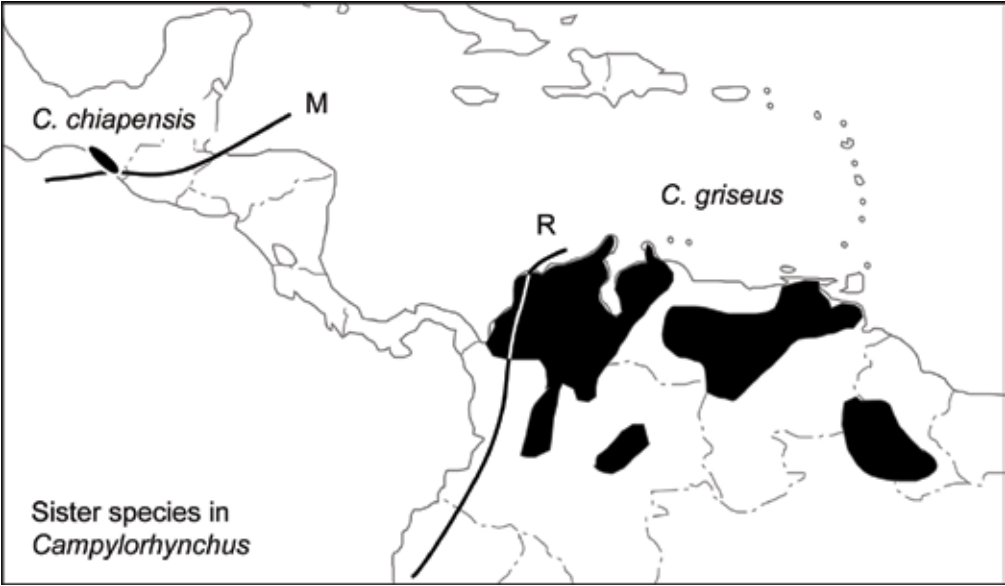 C. chiapensis
M
C. griseus
R
Sister species in
Campylorhynchus